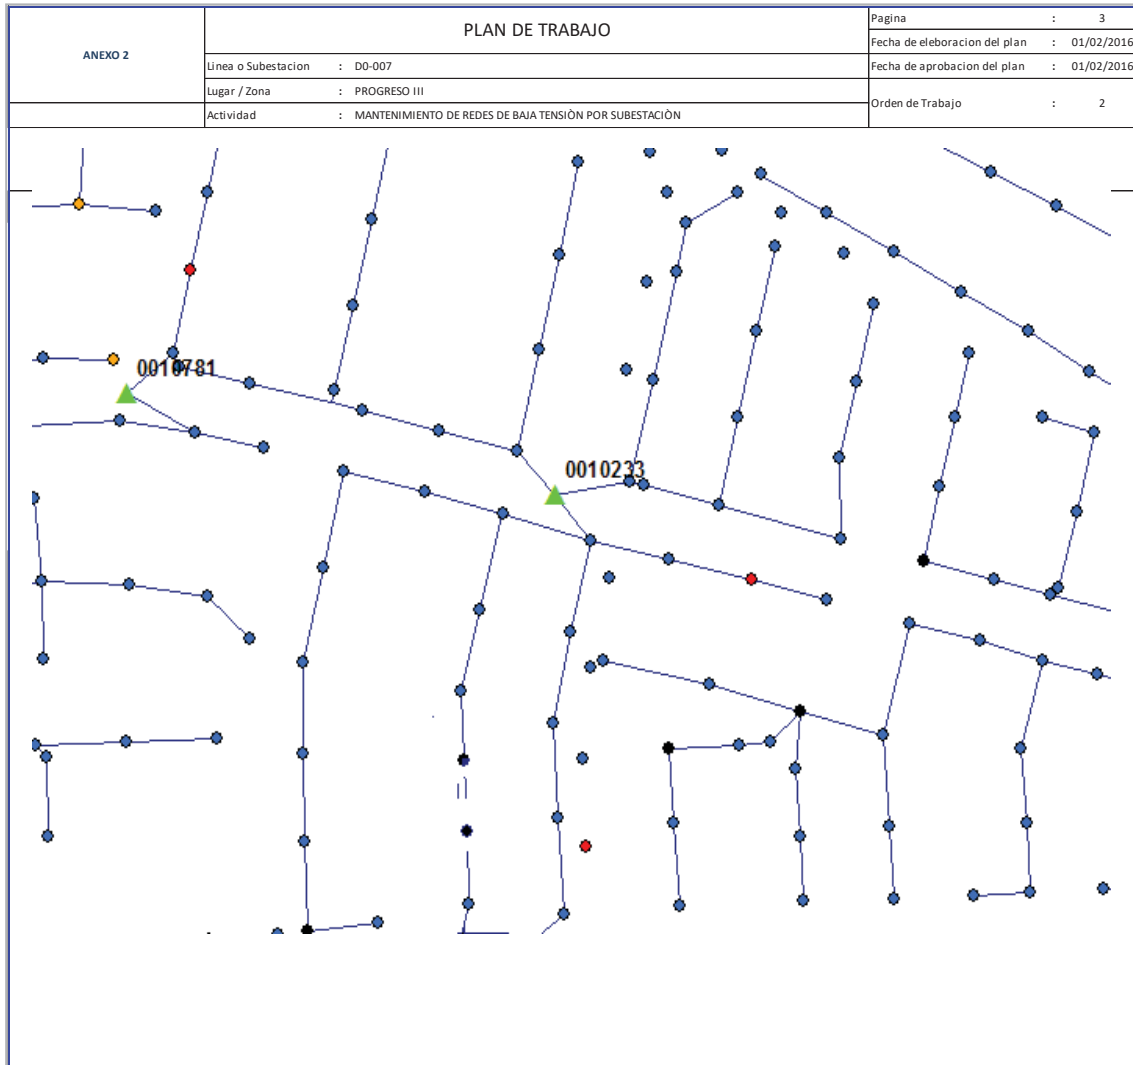 ANEXO 2
PLAN DE TRABAJO
Linea o Subestacion : D0-007
Lugar / Zona : PROGRESO III
Actividad : MANTENIMIENTO DE REDES DE BAJA TENSIÒN POR SUBESTACIÒN
Pagina : 3
Fecha de eleboracion del plan : 01/02/2016
Fecha de aprobacion del plan : 01/02/2016
Orden de Trabajo : 2
0010781
0010233